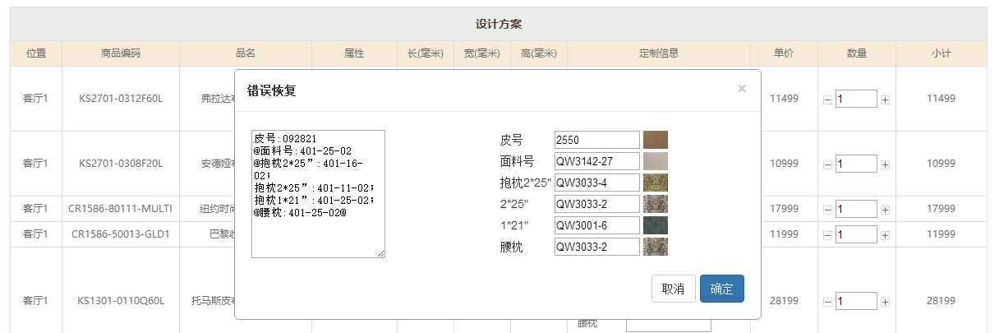 设计方案
位置 商品编码 品名 属性 长(毫米) 宽(毫米) 高(毫米) 定制信息 单价 数量 小计
错误恢复 ×
客厅1 KS2701-0312F60L 弗拉达 11499 1 11499
皮号:092821
@面料号:401-25-02
@抱枕2*25”:401-16-
02;
抱枕2*25”:401-11-02;
抱枕1*21”:401-25-02;
@腰枕:401-25-02@
皮号 2550
面料号 QW3142-27
抱枕2*25" QW3033-4
2*25" QW3033-2
1*21" QW3001-6
腰枕 QW3033-2
客厅1 KS2701-0308F20L 安德娅 10999 1 10999
客厅1 CR1586-80111-MULTI 纽约时尚 17999 1 17999
客厅1 CR1586-50013-GLD1 巴黎 11999 1 11999
取消 确定
客厅1 KS1301-0110Q60L 托马斯皮 28199 1 28199
腰枕